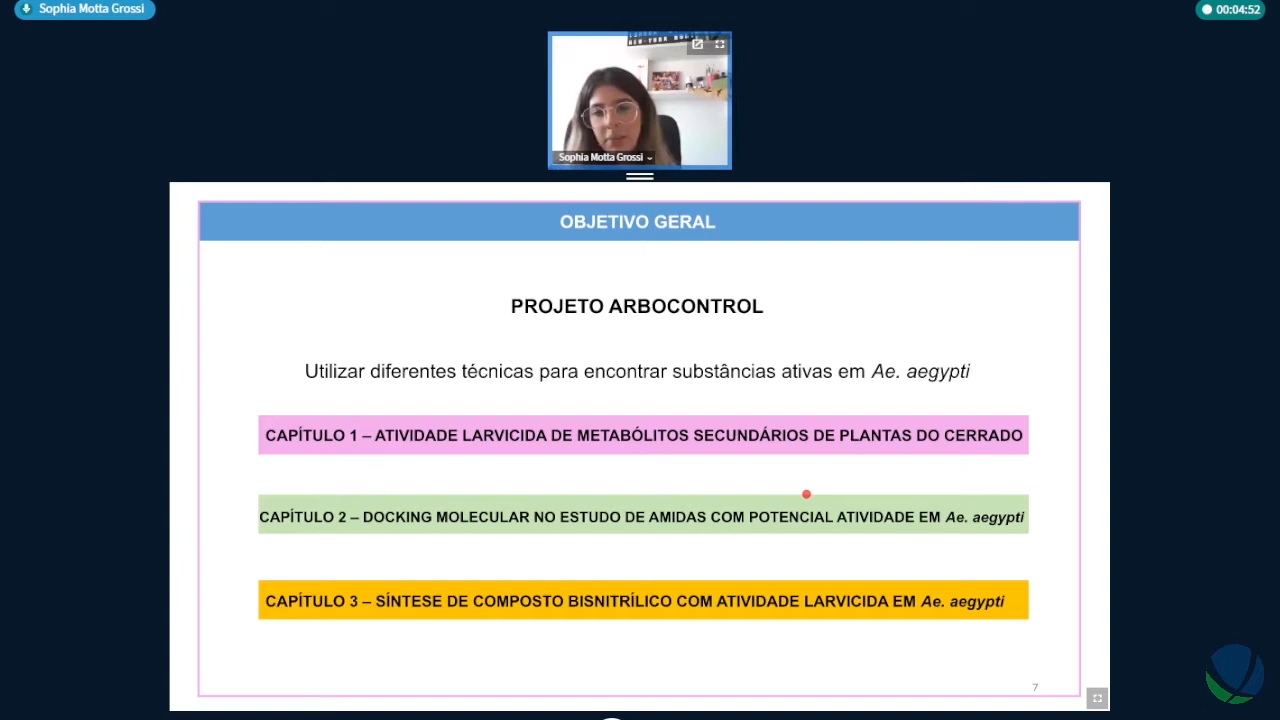 Sophia Motta Grossi
00:04:52
Sophia Motta Grossi
OBJETIVO GERAL
PROJETO ARBOCONTROL
Utilizar diferentes técnicas para encontrar substâncias ativas em Ae. aegypti
CAPÍTULO 1 – ATIVIDADE LARVICIDA DE METABÓLITOS SECUNDÁRIOS DE PLANTAS DO CERRADO
CAPÍTULO 2 – DOCKING MOLECULAR NO ESTUDO DE AMIDAS COM POTENCIAL ATIVIDADE EM Ae. aegypti
CAPÍTULO 3 – SÍNTESE DE COMPOSTO BISNITRÍLICO COM ATIVIDADE LARVICIDA EM Ae. aegypti
7